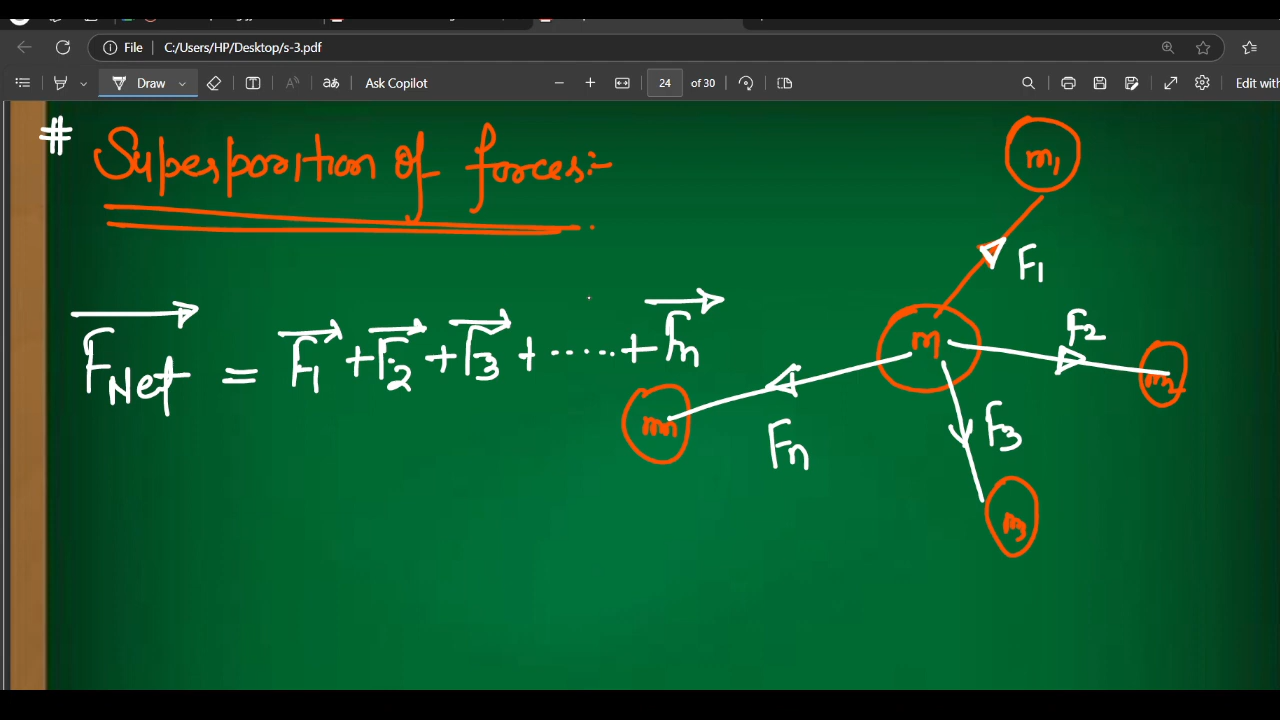 File C:/Users/HP/Desktop/s-3.pdf
Draw Ask Copilot 24 of 30 Edit with
# Superposition of forces:-
m1
F1
FNet = F1 + F2 + F3 + ...... + Fn
m
F2
m2
mn
Fn
F3
m3